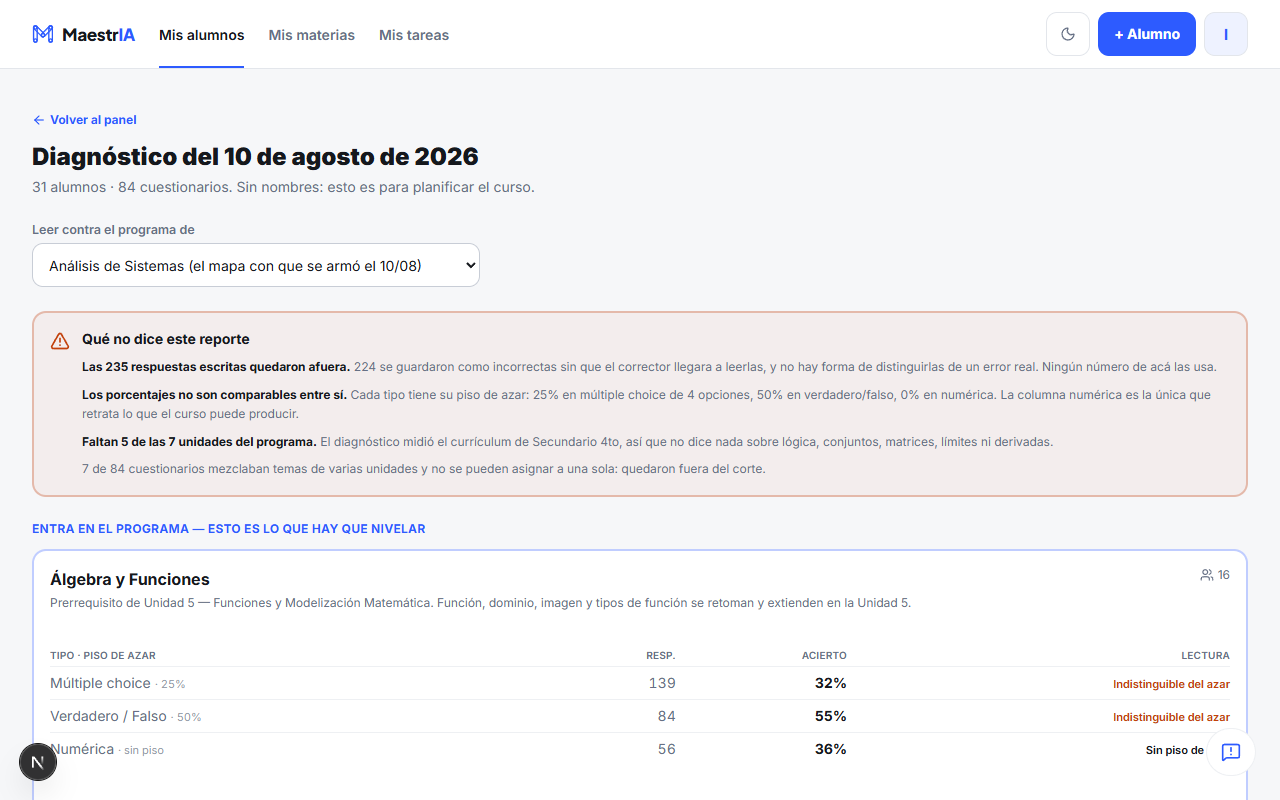 MaestrIA
Mis alumnos
Mis materias
Mis tareas
+ Alumno
I
← Volver al panel
Diagnóstico del 10 de agosto de 2026
31 alumnos · 84 cuestionarios. Sin nombres: esto es para planificar el curso.
Leer contra el programa de
Análisis de Sistemas (el mapa con que se armó el 10/08)
Qué no dice este reporte
Las 235 respuestas escritas quedaron afuera. 224 se guardaron como incorrectas sin que el corrector llegara a leerlas, y no hay forma de distinguirlas de un error real. Ningún número de acá las usa.
Los porcentajes no son comparables entre sí. Cada tipo tiene su piso de azar: 25% en múltiple choice de 4 opciones, 50% en verdadero/falso, 0% en numérica. La columna numérica es la única que
retrata lo que el curso puede producir.
Faltan 5 de las 7 unidades del programa. El diagnóstico midió el currículum de Secundario 4to, así que no dice nada sobre lógica, conjuntos, matrices, límites ni derivadas.
7 de 84 cuestionarios mezclaban temas de varias unidades y no se pueden asignar a una sola: quedaron fuera del corte.
ENTRA EN EL PROGRAMA — ESTO ES LO QUE HAY QUE NIVELAR
Álgebra y Funciones
16
Prerrequisito de Unidad 5 — Funciones y Modelización Matemática. Función, dominio, imagen y tipos de función se retoman y extienden en la Unidad 5.
TIPO · PISO DE AZAR RESP. ACIERTO LECTURA
Múltiple choice · 25% 139 32% Indistinguible del azar
Verdadero / Falso · 50% 84 55% Indistinguible del azar
Numérica · sin piso 56 36% Sin piso de
N